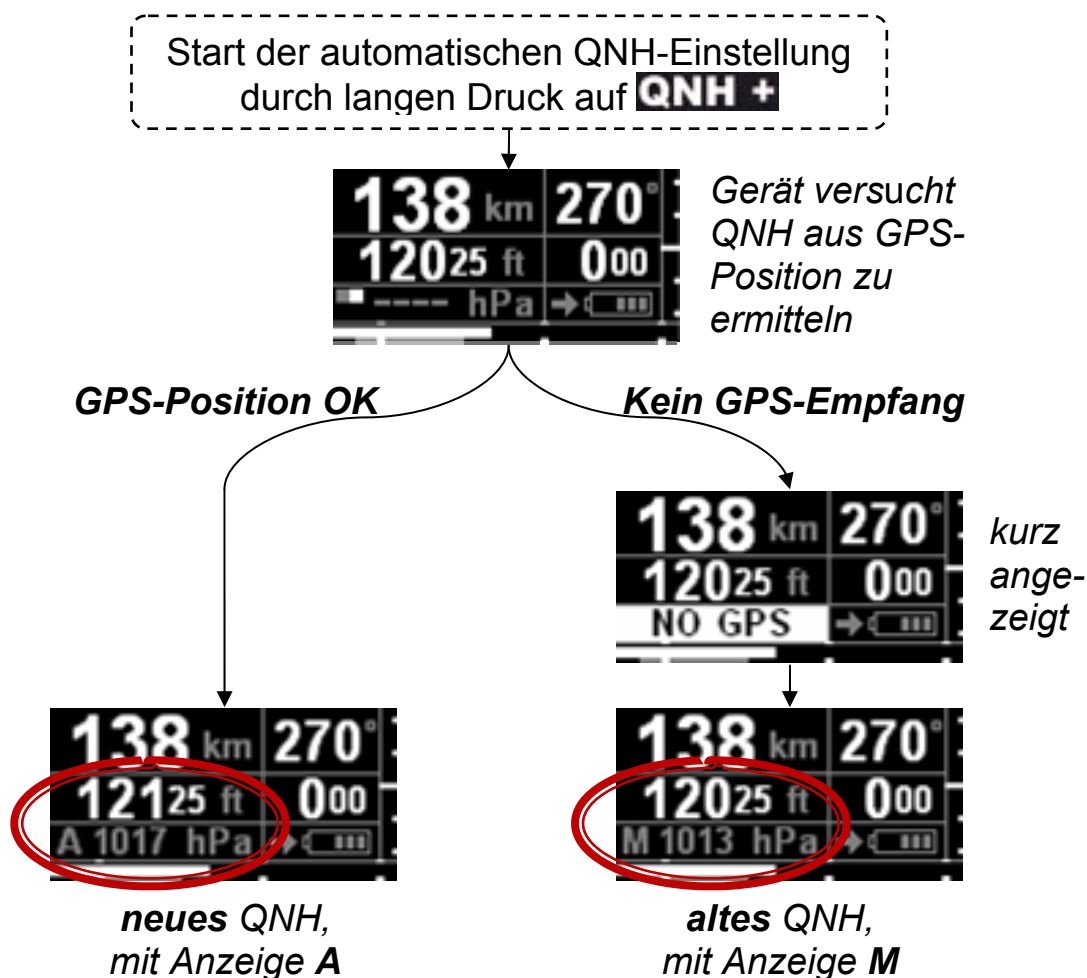 Start der automatischen QNH-Einstellung
durch langen Druck auf QNH +
138 km 270°
12025 ft 000
---- hPa
Gerät versucht
QNH aus GPS-
Position zu
ermitteln
GPS-Position OK
Kein GPS-Empfang
138 km 270°
12025 ft 000
NO GPS
kurz
ange-
zeigt
138 km 270°
12125 ft 000
A 1017 hPa
138 km 270°
12025 ft 000
M 1013 hPa
neues QNH,
mit Anzeige A
altes QNH,
mit Anzeige M